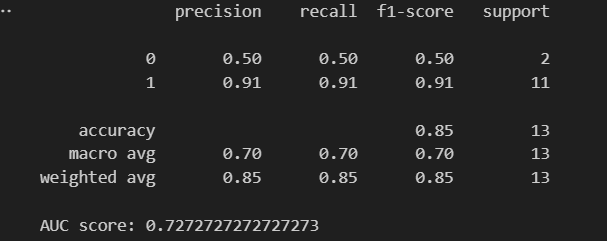 precision recall f1-score support
0 0.50 0.50 0.50 2
1 0.91 0.91 0.91 11
accuracy 0.85 13
macro avg 0.70 0.70 0.70 13
weighted avg 0.85 0.85 0.85 13
AUC score: 0.7272727272727273